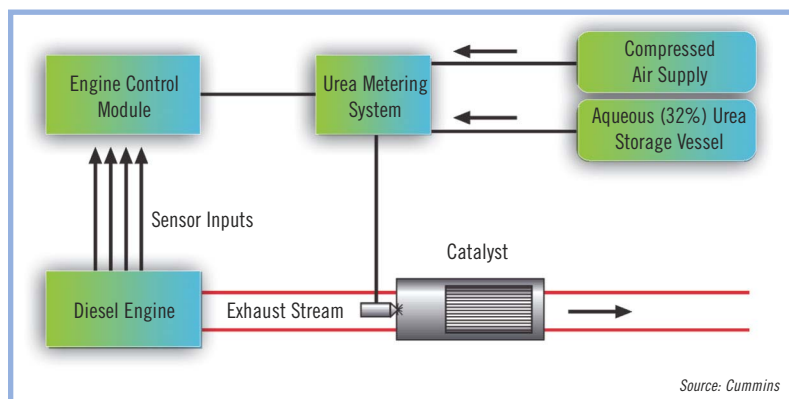 Engine Control
Module
Urea Metering
System
Compressed
Air Supply
Aqueous (32%) Urea
Storage Vessel
Sensor Inputs
Catalyst
Diesel Engine
Exhaust Stream
Source: Cummins